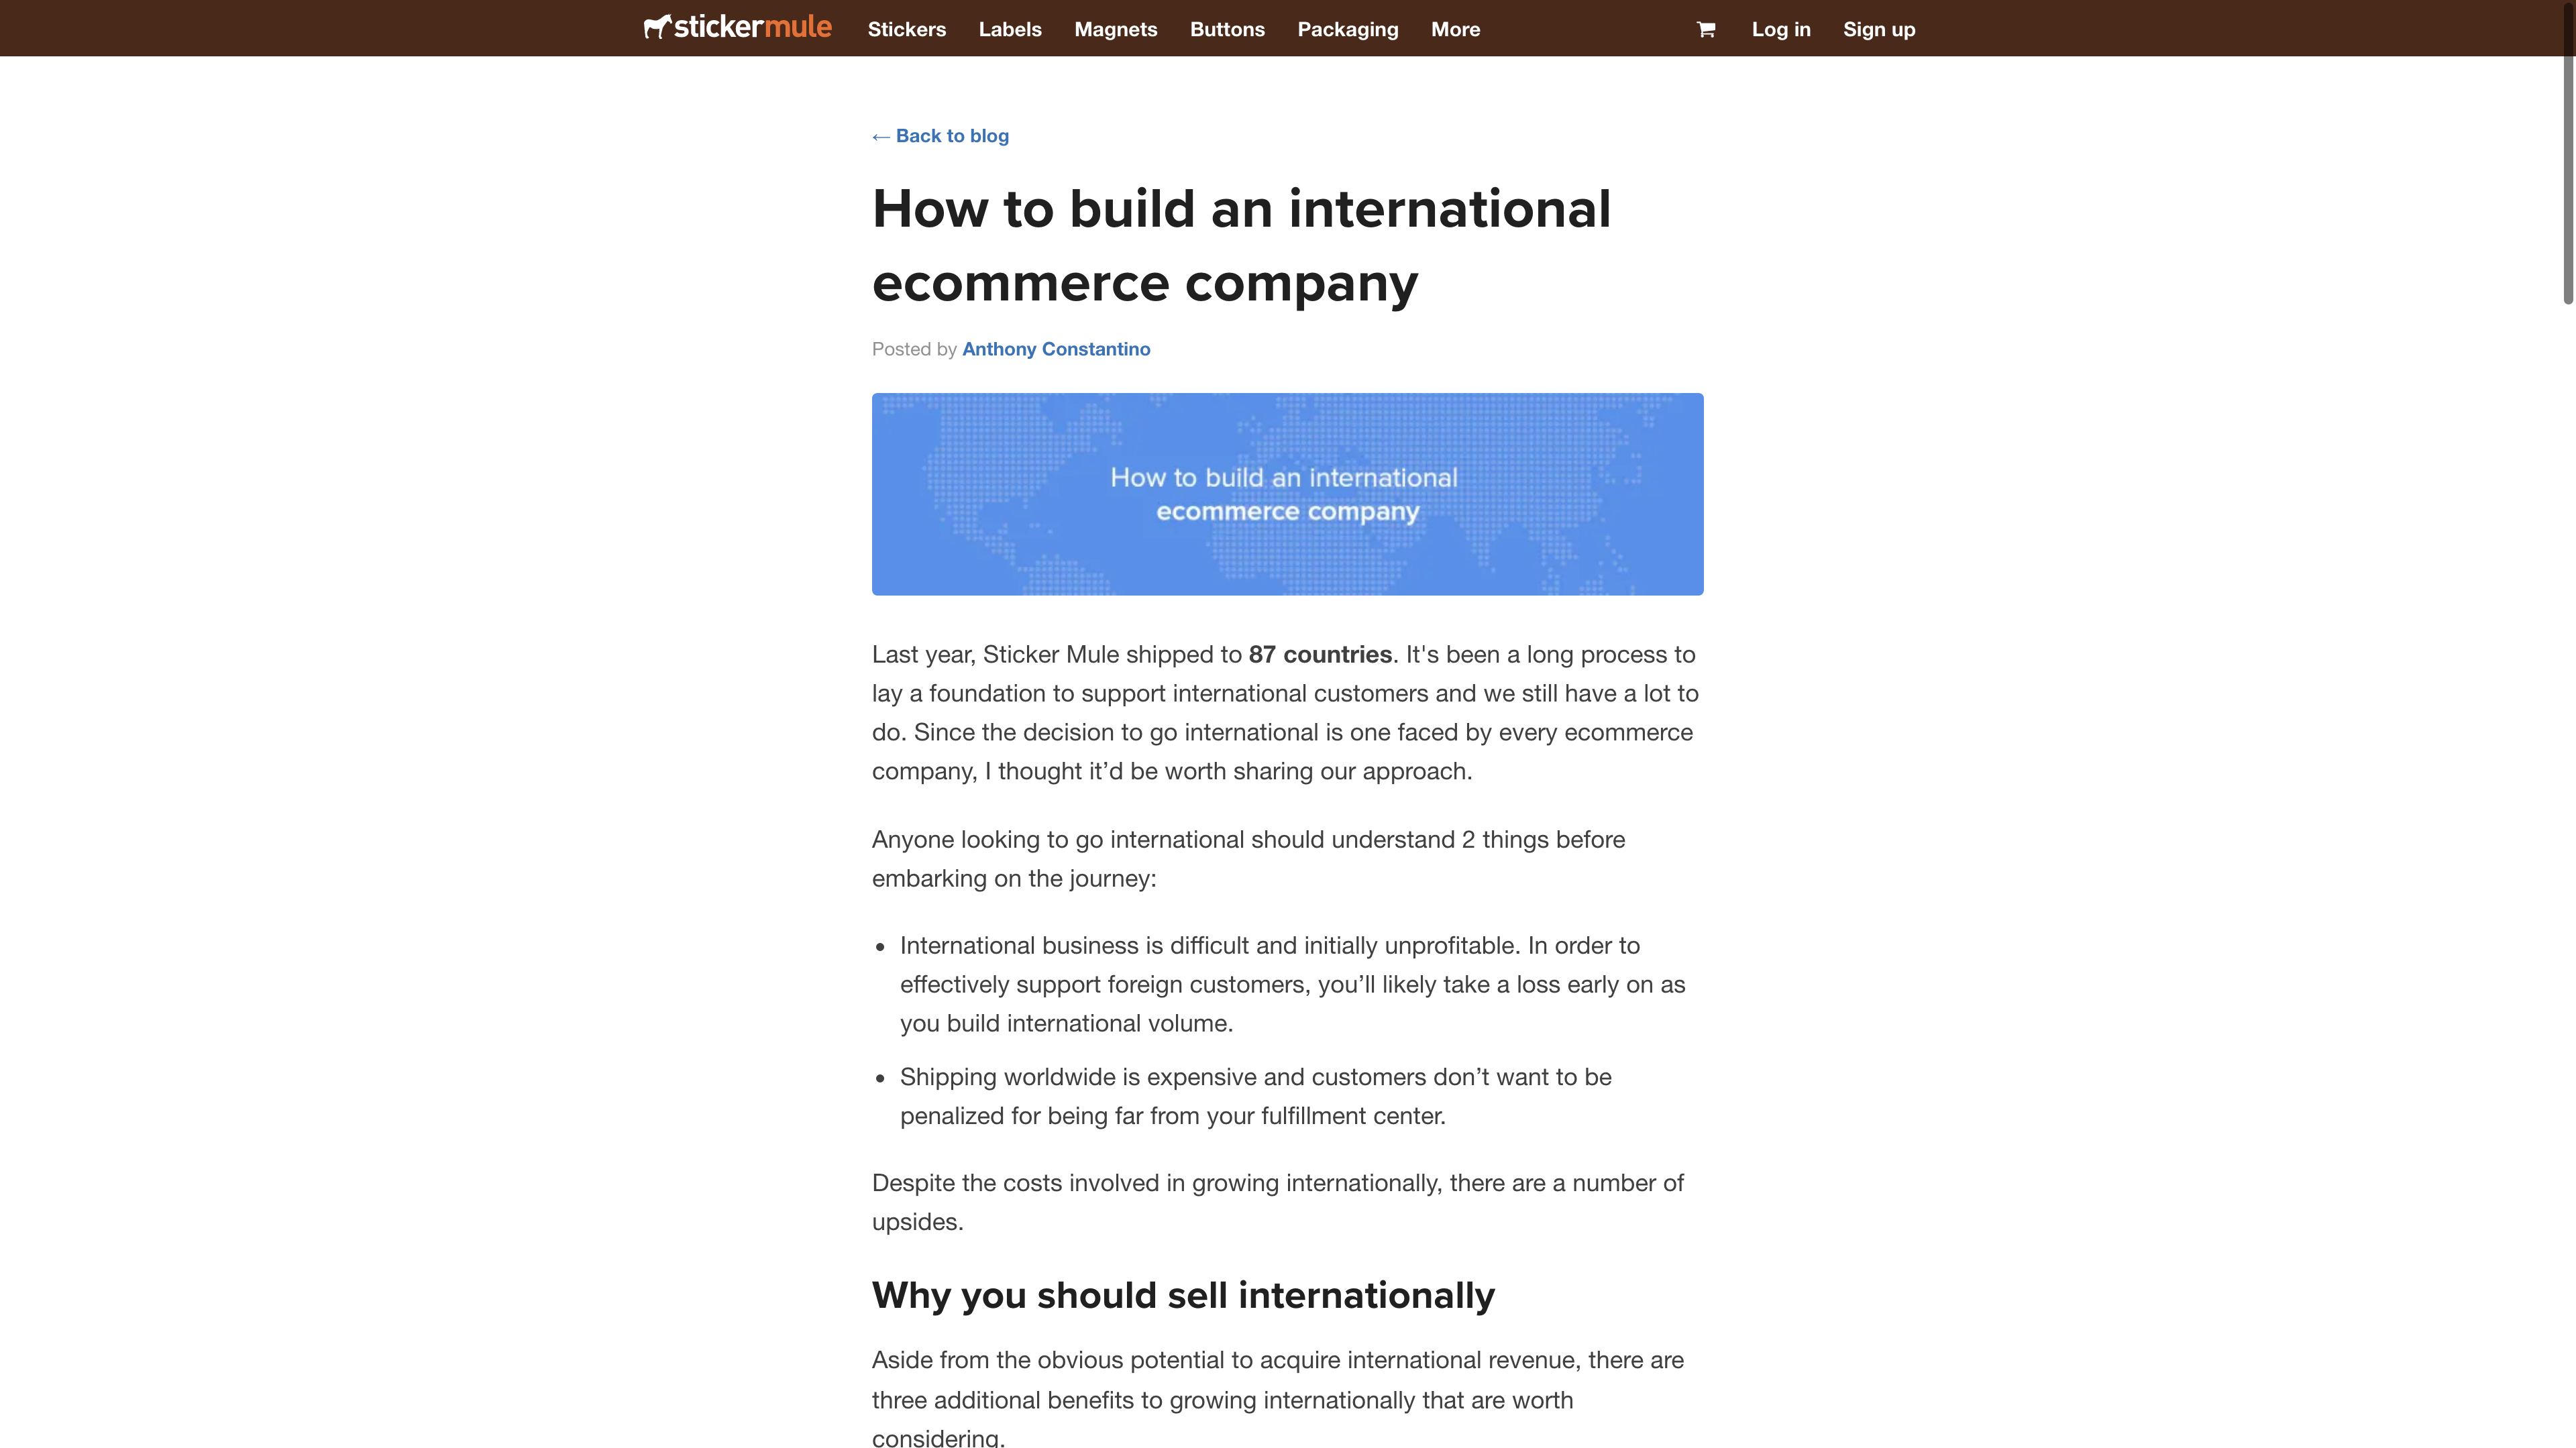 stickermule Stickers Labels Magnets Buttons Packaging More Log in Sign up
← Back to blog
How to build an international
ecommerce company
Posted by Anthony Constantino
How to build an international
ecommerce company
Last year, Sticker Mule shipped to 87 countries. It's been a long process to
lay a foundation to support international customers and we still have a lot to
do. Since the decision to go international is one faced by every ecommerce
company, I thought it’d be worth sharing our approach.
Anyone looking to go international should understand 2 things before
embarking on the journey:
• International business is difficult and initially unprofitable. In order to
effectively support foreign customers, you’ll likely take a loss early on as
you build international volume.
• Shipping worldwide is expensive and customers don’t want to be
penalized for being far from your fulfillment center.
Despite the costs involved in growing internationally, there are a number of
upsides.
Why you should sell internationally
Aside from the obvious potential to acquire international revenue, there are
three additional benefits to growing internationally that are worth
considering.